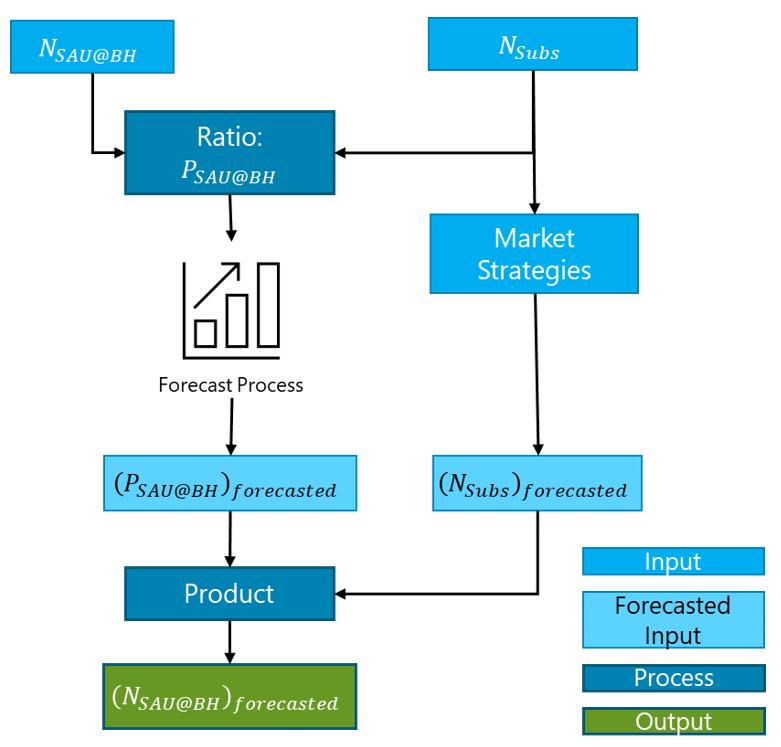 N_{SAU@BH}
N_{Subs}
Ratio:
P_{SAU@BH}
Market
Strategies
Forecast Process
(P_{SAU@BH})_{forecasted}
(N_{Subs})_{forecasted}
Product
(N_{SAU@BH})_{forecasted}
Input
Forecasted
Input
Process
Output